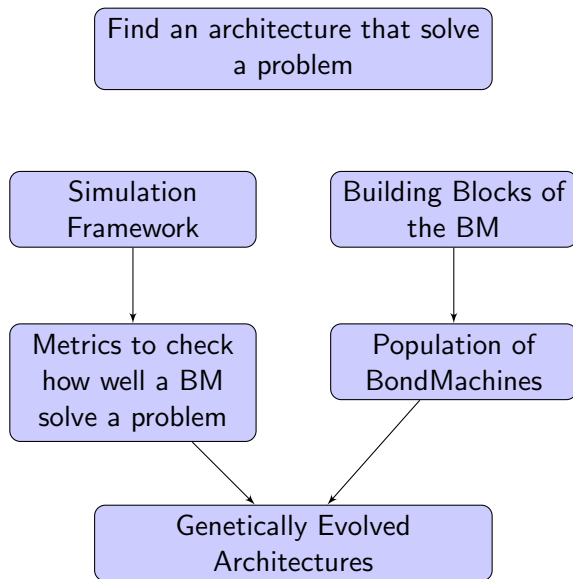 Find an architecture that solve
a problem
Simulation
Framework
Building Blocks of
the BM
Metrics to check
how well a BM
solve a problem
Population of
BondMachines
Genetically Evolved
Architectures